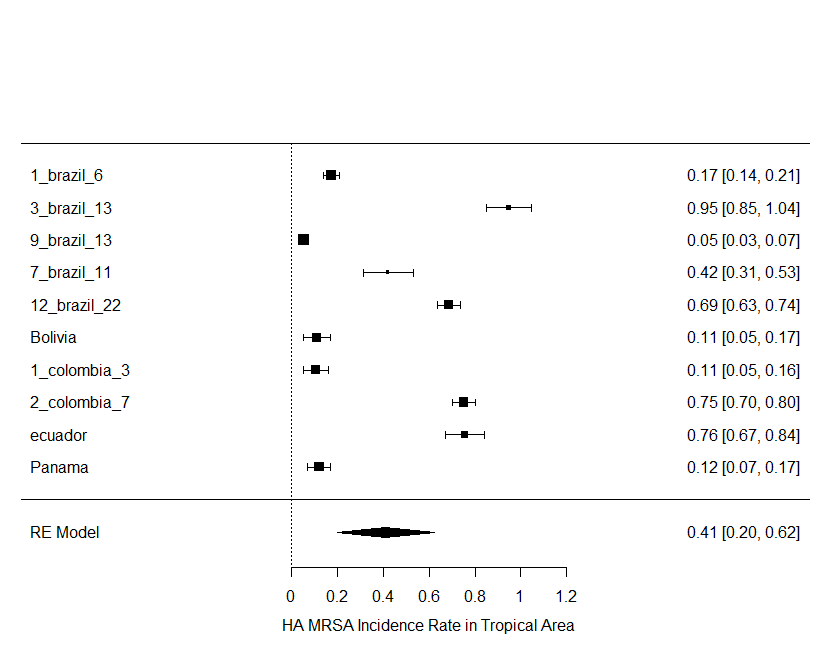 1_brazil_6 0.17 [0.14, 0.21]
3_brazil_13 0.95 [0.85, 1.04]
9_brazil_13 0.05 [0.03, 0.07]
7_brazil_11 0.42 [0.31, 0.53]
12_brazil_22 0.69 [0.63, 0.74]
Bolivia 0.11 [0.05, 0.17]
1_colombia_3 0.11 [0.05, 0.16]
2_colombia_7 0.75 [0.70, 0.80]
ecuador 0.76 [0.67, 0.84]
Panama 0.12 [0.07, 0.17]
RE Model 0.41 [0.20, 0.62]
0 0.2 0.4 0.6 0.8 1 1.2
HA MRSA Incidence Rate in Tropical Area